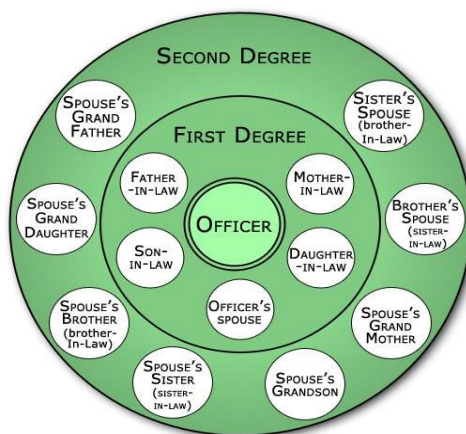 SECOND DEGREE
SPOUSE'S
GRAND
FATHER
SISTER'S
SPOUSE
(brother-
In-Law)
FIRST DEGREE
FATHER
-IN-LAW
MOTHER-
IN-LAW
SPOUSE'S
GRAND
DAUGHTER
OFFICER
BROTHER'S
SPOUSE
(SISTER-
IN-LAW)
SON-
IN-LAW
DAUGHTER
-IN-LAW
OFFICER'S
SPOUSE
SPOUSE'S
BROTHER
(brother-
In-Law)
SPOUSE'S
GRAND
MOTHER
SPOUSE'S
SISTER
(SISTER-
IN-LAW)
SPOUSE'S
GRANDSON